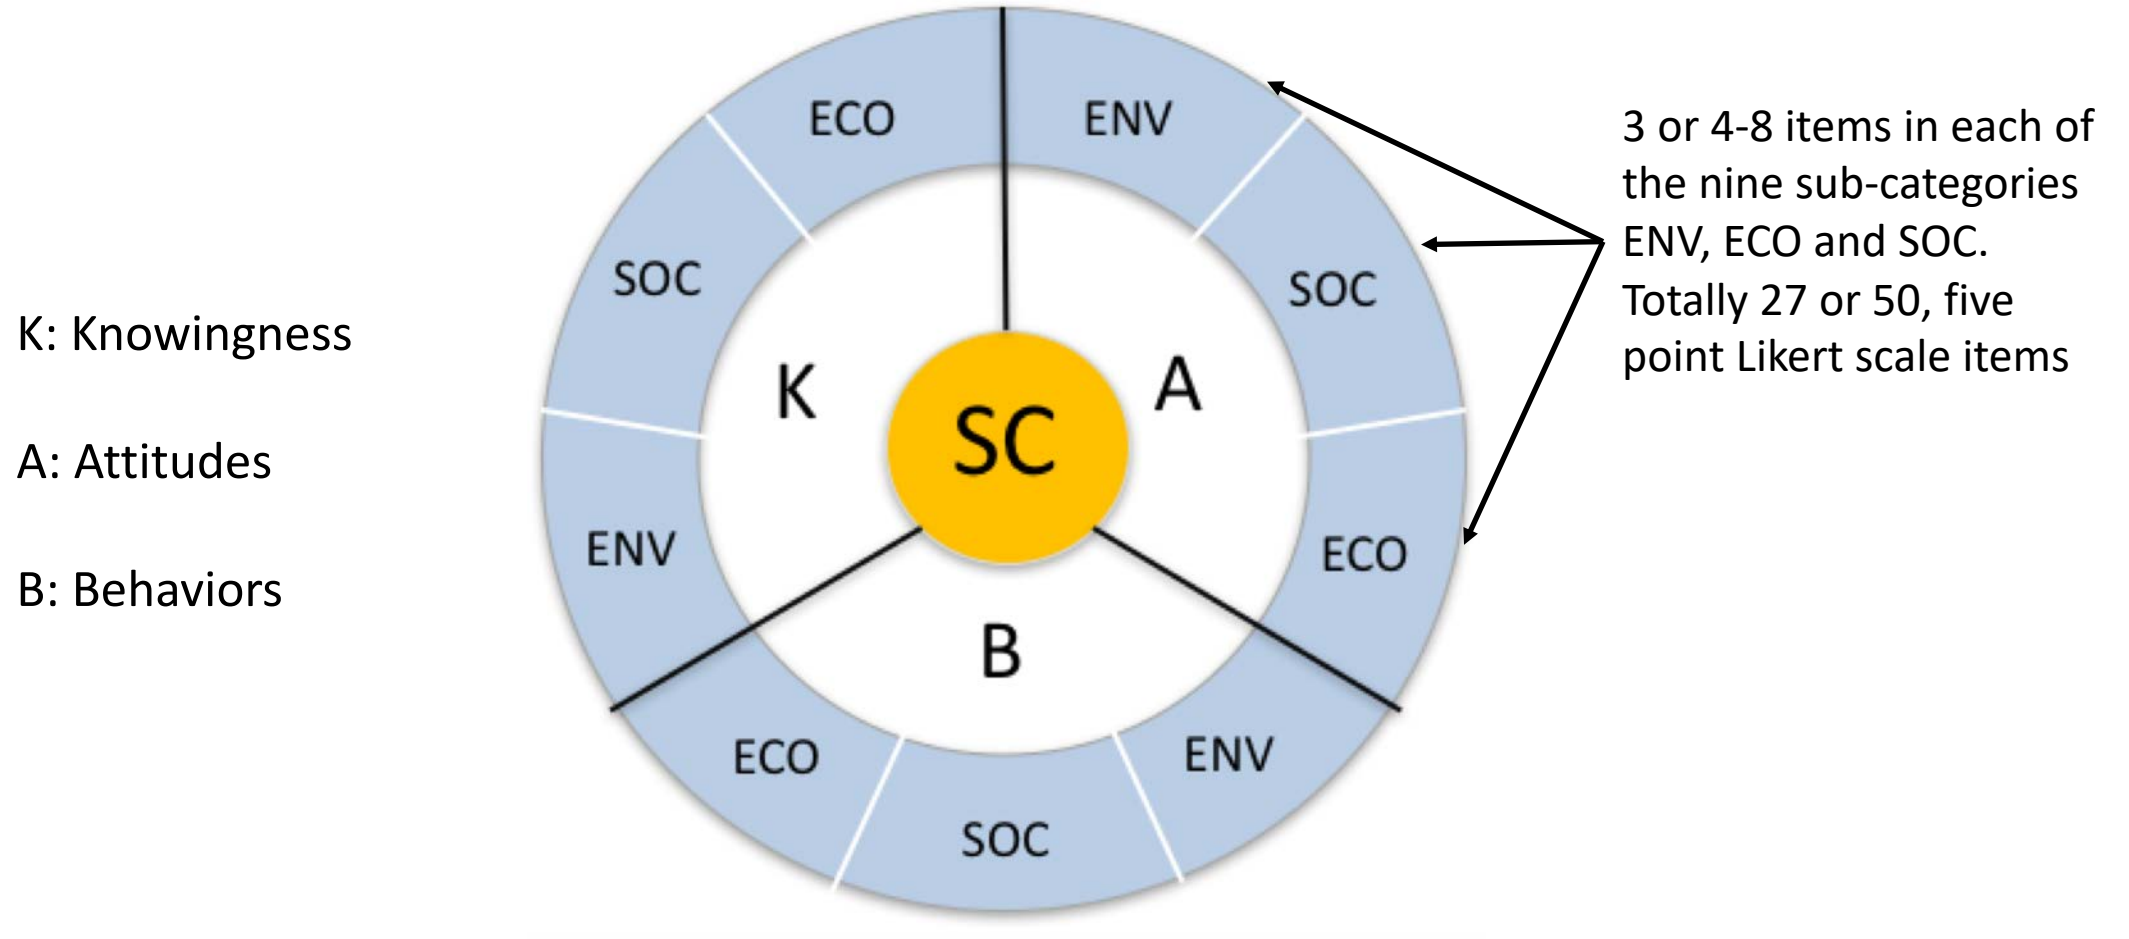 K: Knowingness
A: Attitudes
B: Behaviors
ECO
ENV
SOC
SOC
K
A
SC
ENV
ECO
B
ECO
ENV
SOC
3 or 4-8 items in each of
the nine sub-categories
ENV, ECO and SOC.
Totally 27 or 50, five
point Likert scale items